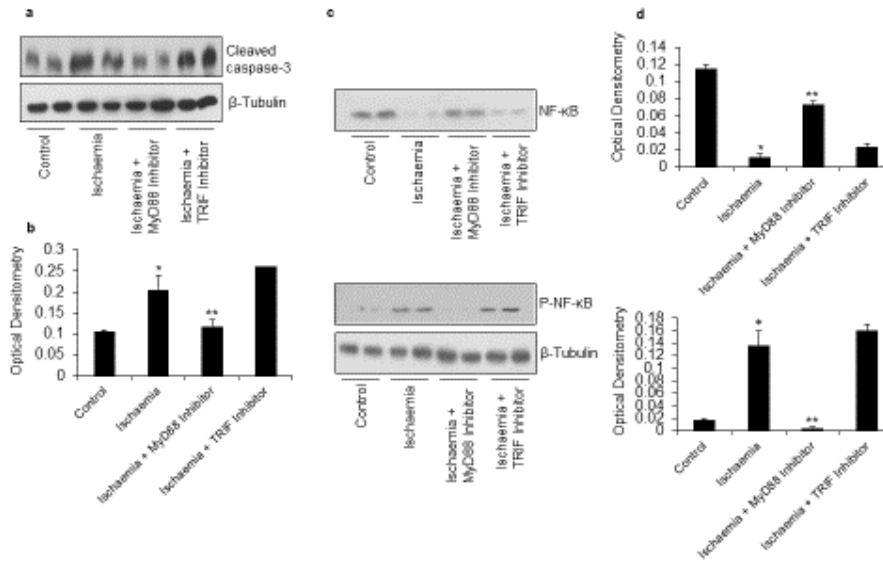 a
Cleaved
caspase-3
β-Tubulin
Control
Ischaemia
Ischaemia +
MyD88 Inhibitor
Ischaemia +
TRIF Inhibitor
b
Optical Densitometry
0.3
0.25
0.2
0.15
0.1
0.05
0
*
**
Control
Ischaemia
Ischaemia + MyD88 Inhibitor
Ischaemia + TRIF Inhibitor
c
NF-κB
Control
Ischaemia
Ischaemia +
MyD88 Inhibitor
Ischaemia +
TRIF Inhibitor
P-NF-κB
β-Tubulin
Control
Ischaemia
Ischaemia +
MyD88 Inhibitor
Ischaemia +
TRIF Inhibitor
d
Optical Densitometry
0.14
0.12
0.1
0.08
0.06
0.04
0.02
0
*
**
Control
Ischaemia
Ischaemia + MyD88 Inhibitor
Ischaemia + TRIF Inhibitor
Optical Densitometry
0.18
0.16
0.14
0.12
0.1
0.08
0.06
0.04
0.02
0
*
**
Control
Ischaemia
Ischaemia + MyD88 Inhibitor
Ischaemia + TRIF Inhibitor